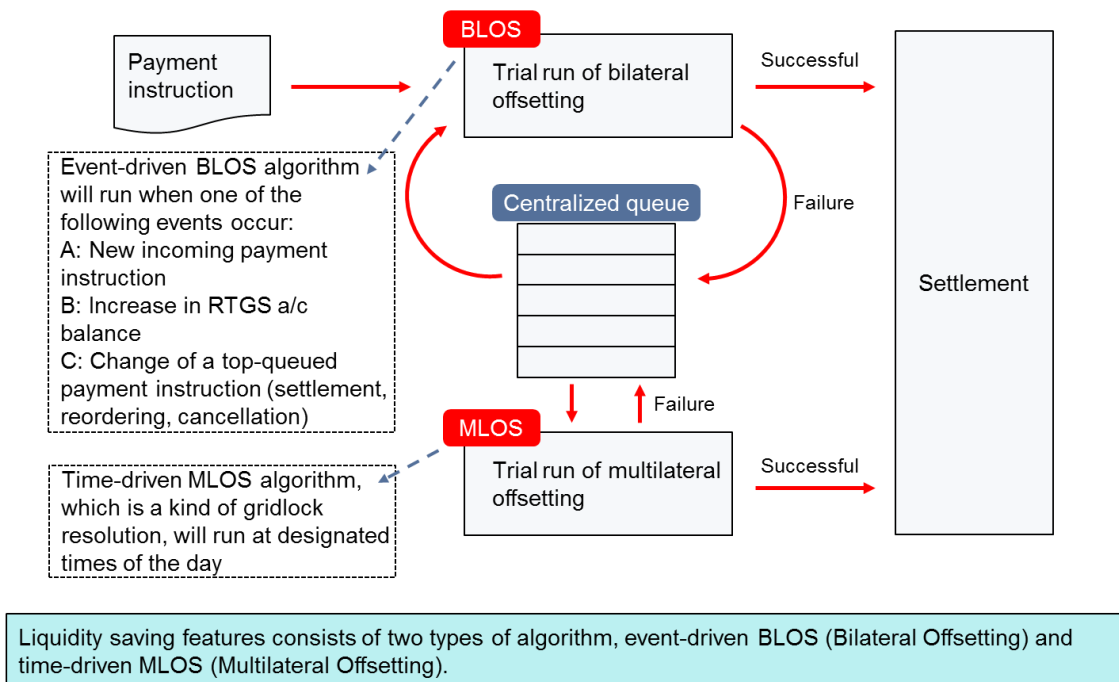 BLOS
Payment
instruction
Trial run of bilateral
offsetting
Successful
Event-driven BLOS algorithm
will run when one of the
following events occur:
A: New incoming payment
instruction
B: Increase in RTGS a/c
balance
C: Change of a top-queued
payment instruction (settlement,
reordering, cancellation)
Centralized queue
Failure
Settlement
Failure
MLOS
Trial run of multilateral
offsetting
Successful
Time-driven MLOS algorithm,
which is a kind of gridlock
resolution, will run at designated
times of the day
Liquidity saving features consists of two types of algorithm, event-driven BLOS (Bilateral Offsetting) and
time-driven MLOS (Multilateral Offsetting).